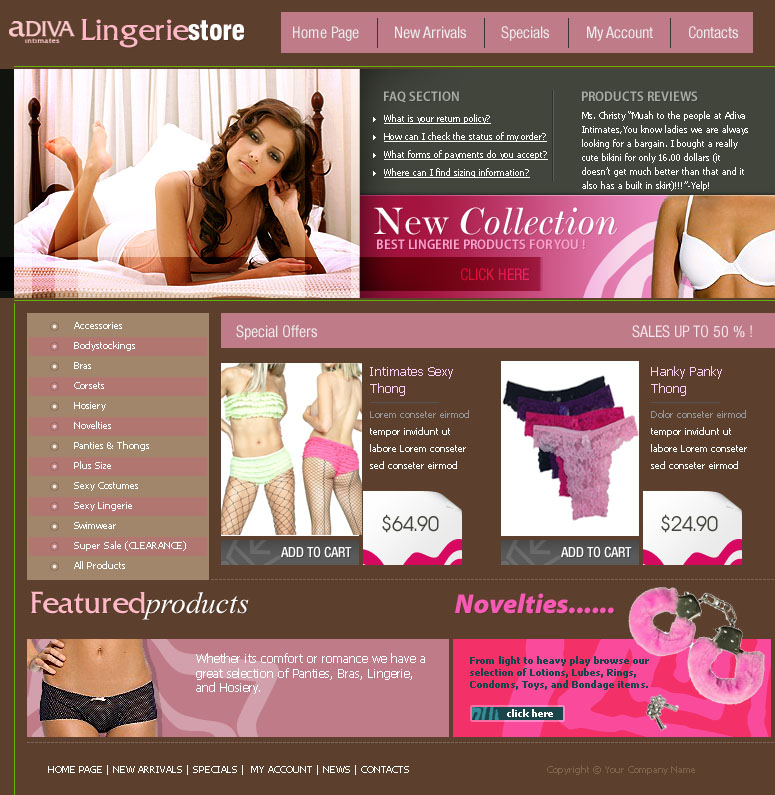 ADIVA intimates Lingeriestore
Home Page
New Arrivals
Specials
My Account
Contacts
FAQ SECTION
What is your return policy?
How can I check the status of my order?
What forms of payments do you accept?
Where can I find sizing information?
PRODUCTS REVIEWS
Ms. Christy "Muah to the people at Adiva
Intimates,You know ladies we are always
looking for a bargain. I bought a really
cute bikini for only 16.00 dollars (it
doesn't get much better than that and it
also has a built in skirt)!!!"-Yelp!
New Collection
BEST LINGERIE PRODUCTS FOR YOU !
CLICK HERE
Accessories
Bodystockings
Bras
Corsets
Hosiery
Novelties
Panties & Thongs
Plus Size
Sexy Costumes
Sexy Lingerie
Swimwear
Super Sale (CLEARANCE)
All Products
Special Offers
SALES UP TO 50 % !
Intimates Sexy
Thong
Lorem conseter eirmod
tempor invidunt ut
labore Lorem conseter
sed conseter eirmod
$64.90
ADD TO CART
Hanky Panky
Thong
Dolor conseter eirmod
tempor invidunt ut
labore Lorem conseter
sed conseter eirmod
$24.90
ADD TO CART
Featured products
Whether its comfort or romance we have a
great selection of Panties, Bras, Lingerie,
and Hosiery.
Novelties......
From light to heavy play browse our
selection of Lotions, Lubes, Rings,
Condoms, Toys, and Bondage items.
click here
HOME PAGE | NEW ARRIVALS | SPECIALS | MY ACCOUNT | NEWS | CONTACTS
Copyright © Your Company Name